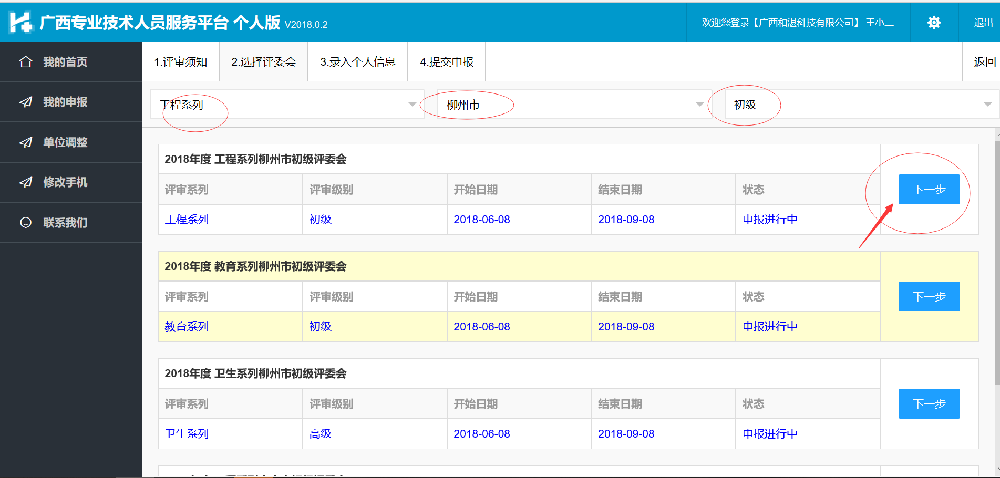 广西专业技术人员服务平台 个人版 V2018.0.2
欢迎您登录【广西和湛科技有限公司】 王小二
退出
我的首页
我的申报
单位调整
修改手机
联系我们
1.评审须知
2.选择评委会
3.录入个人信息
4.提交申报
返回
工程系列
柳州市
初级
2018年度 工程系列柳州市初级评委会
评审系列 评审级别 开始日期 结束日期 状态
工程系列 初级 2018-06-08 2018-09-08 申报进行中
下一步
2018年度 教育系列柳州市初级评委会
评审系列 评审级别 开始日期 结束日期 状态
教育系列 初级 2018-06-08 2018-09-08 申报进行中
下一步
2018年度 卫生系列柳州市初级评委会
评审系列 评审级别 开始日期 结束日期 状态
卫生系列 高级 2018-06-08 2018-09-08 申报进行中
下一步